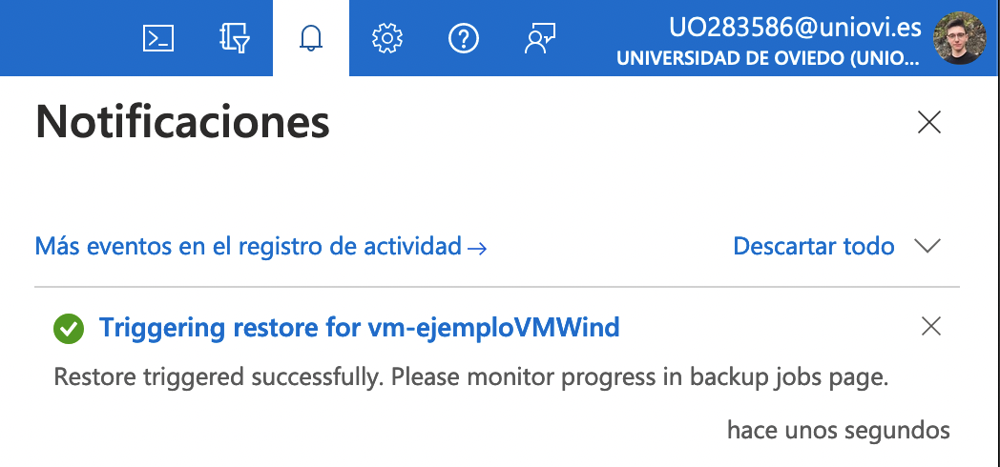 UO283586@uniovi.es
UNIVERSIDAD DE OVIEDO (UNIO...
Notificaciones
Más eventos en el registro de actividad →
Descartar todo
Triggering restore for vm-ejemploVMWind
Restore triggered successfully. Please monitor progress in backup jobs page.
hace unos segundos